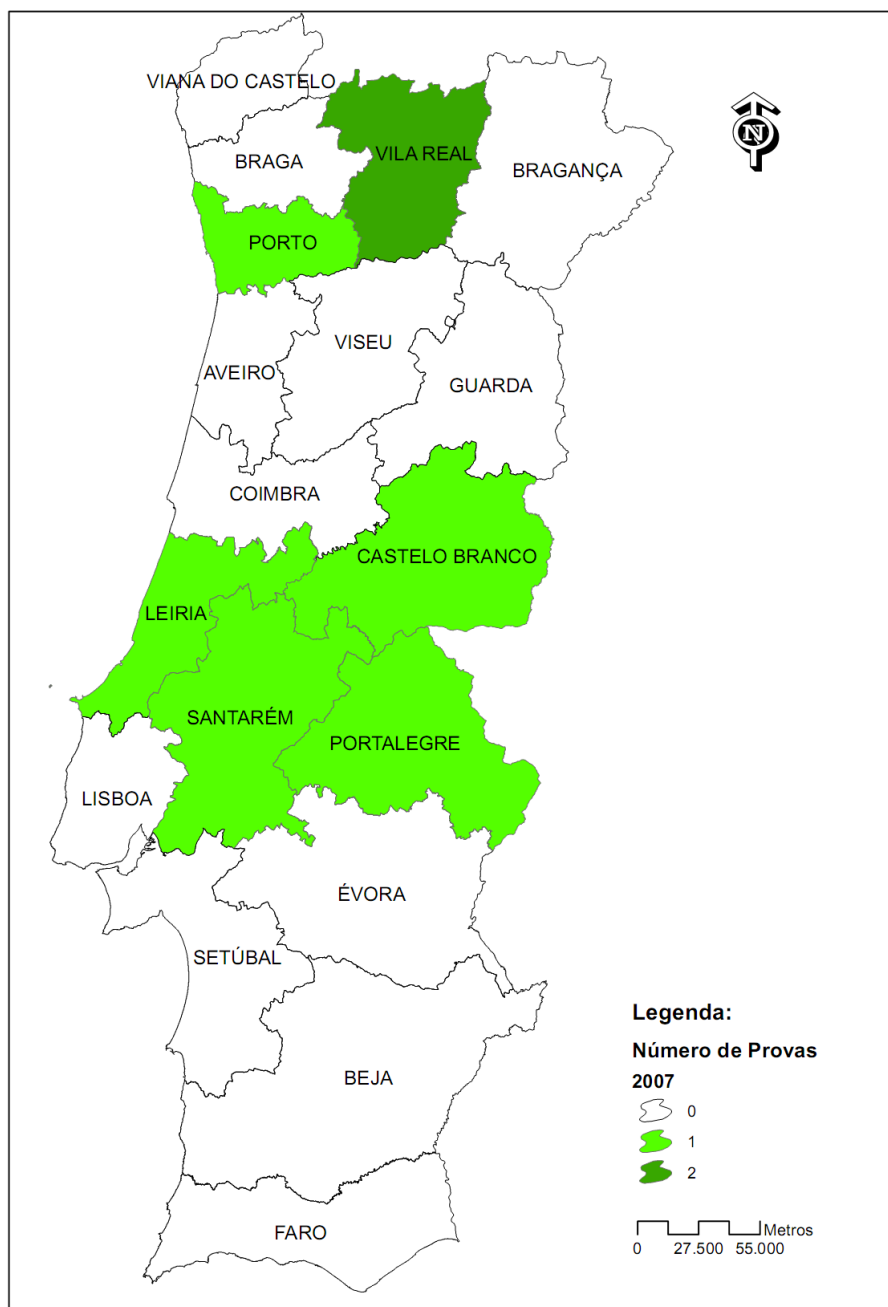 VIANA DO CASTELO
N
VILA REAL
BRAGA
BRAGANÇA
PORTO
VISEU
AVEIRO
GUARDA
COIMBRA
CASTELO BRANCO
LEIRIA
SANTARÉM
PORTALEGRE
LISBOA
ÉVORA
SETÚBAL
BEJA
FARO
Legenda:
Número de Provas
2007
0
1
2
Metros
0 27.500 55.000